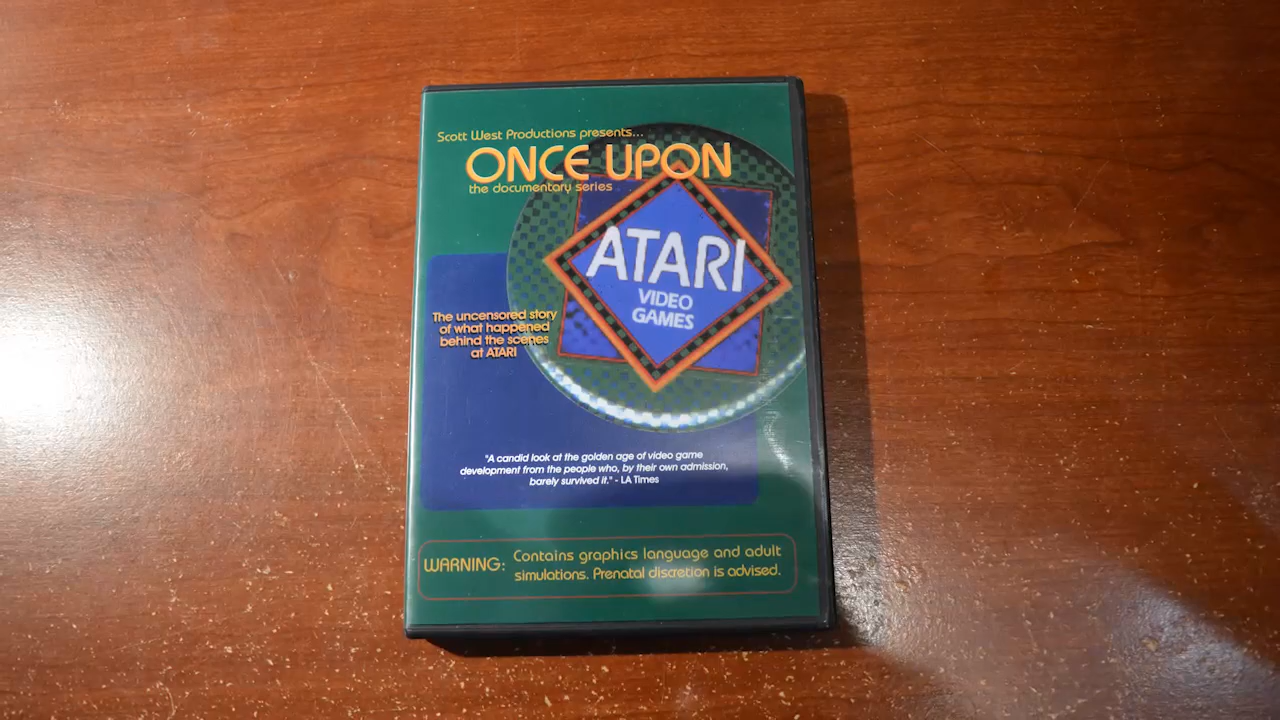 Scott West Productions presents...
ONCE UPON
the documentary series
ATARI
VIDEO
GAMES
The uncensored story
of what happened
behind the scenes
at ATARI
"A candid look at the golden age of video game
development from the people who, by their own admission,
barely survived it." - LA Times
WARNING: Contains graphics language and adult
simulations. Prenatal discretion is advised.